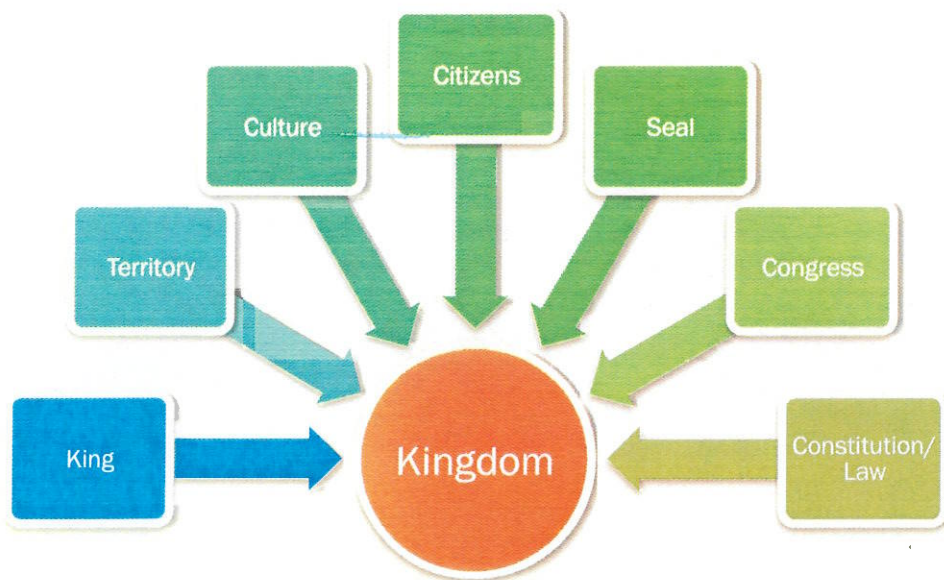 Citizens
Culture
Seal
Territory
Congress
King
Kingdom
Constitution/
Law